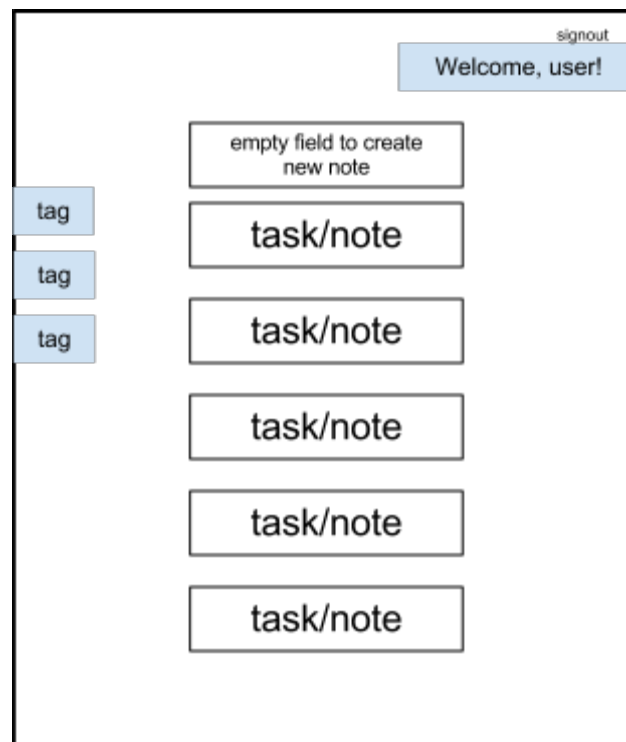 signout
Welcome, user!
empty field to create
new note
tag
task/note
tag
task/note
tag
task/note
task/note
task/note